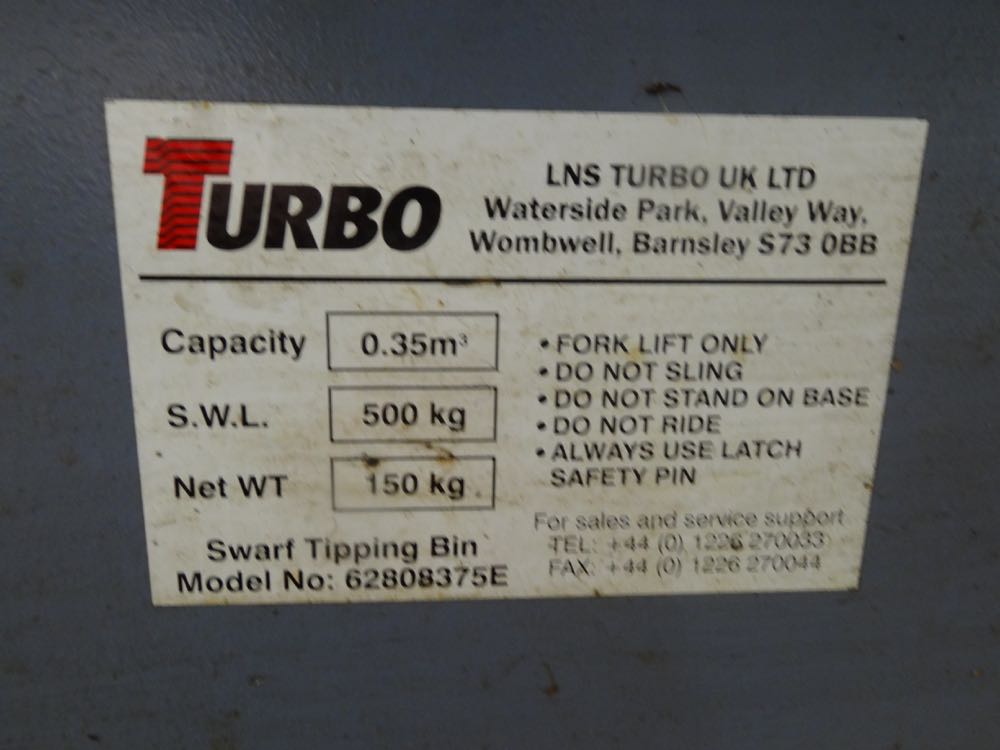 TURBO
LNS TURBO UK LTD
Waterside Park, Valley Way,
Wombwell, Barnsley S73 0BB
Capacity 0.35m³
S.W.L. 500 kg
Net WT 150 kg
Swarf Tipping Bin
Model No: 62808375E
• FORK LIFT ONLY
• DO NOT SLING
• DO NOT STAND ON BASE
• DO NOT RIDE
• ALWAYS USE LATCH
SAFETY PIN
For sales and service support
TEL: +44 (0) 1226 270033
FAX: +44 (0) 1226 270044